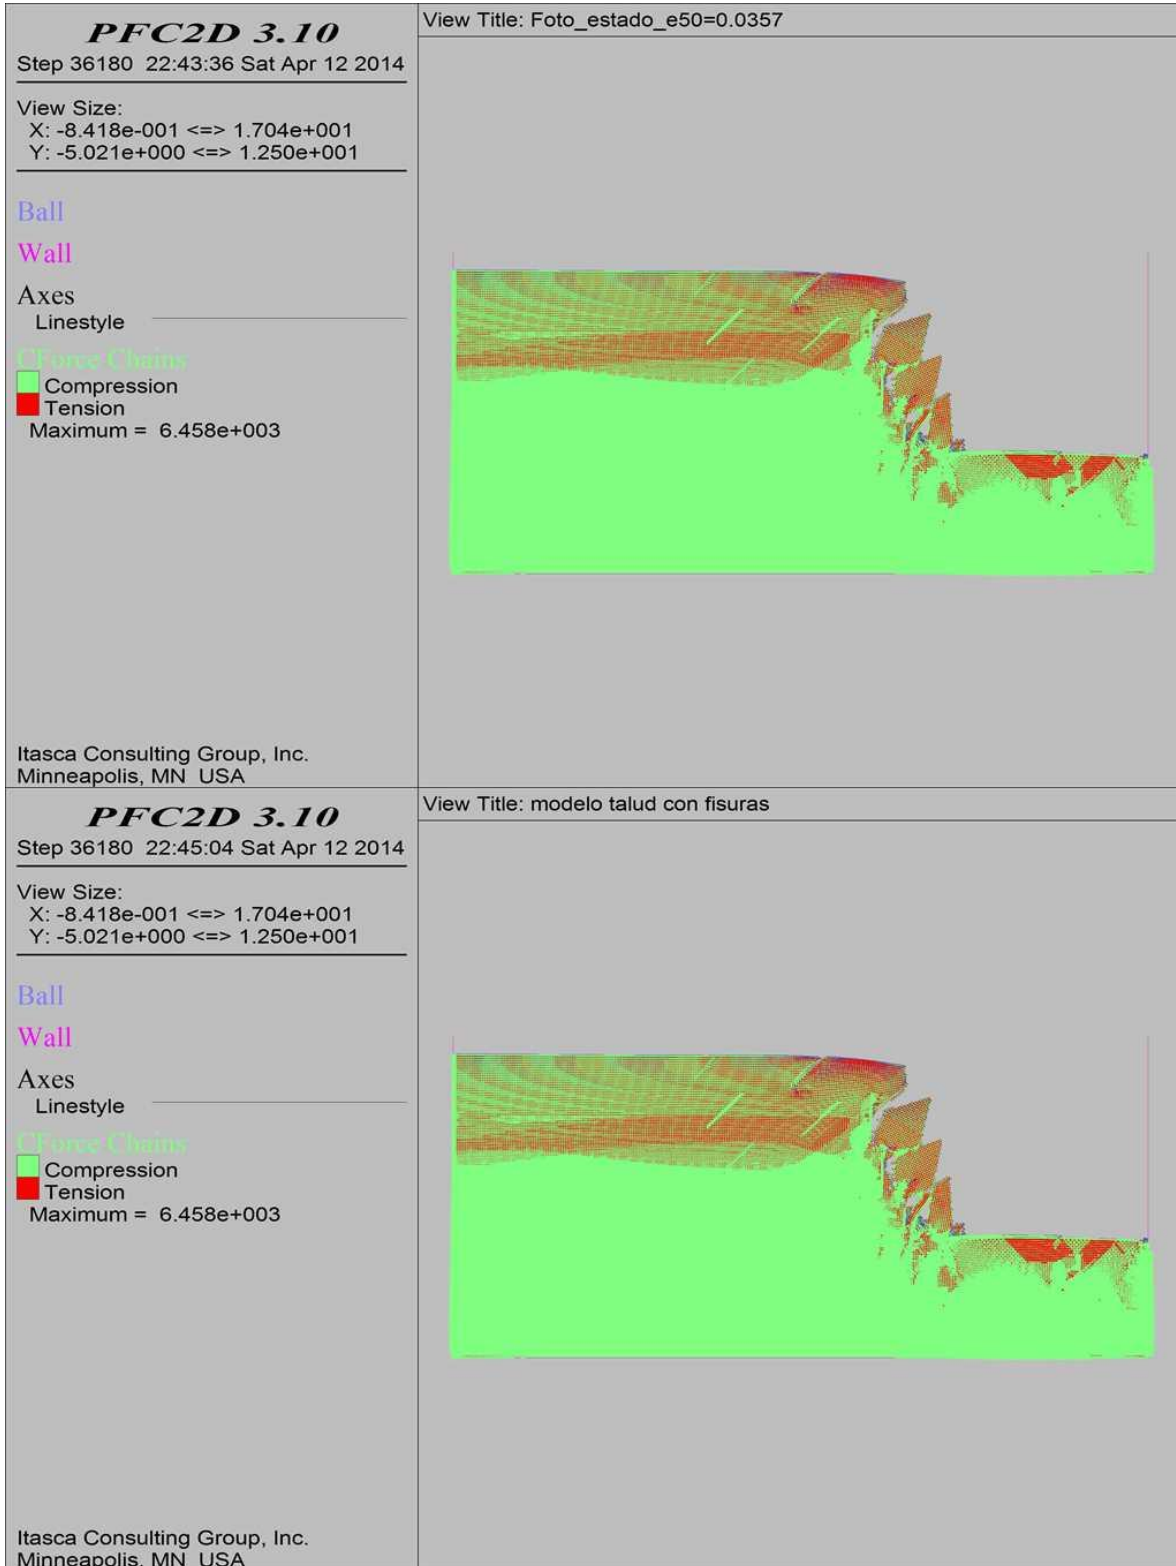 PFC2D 3.10
Step 36180 22:43:36 Sat Apr 12 2014
View Size:
X: -8.418e-001 <=> 1.704e+001
Y: -5.021e+000 <=> 1.250e+001
Ball
Wall
Axes
Linestyle
CForce Chains
Compression
Tension
Maximum = 6.458e+003
Itasca Consulting Group, Inc.
Minneapolis, MN USA
View Title: Foto_estado_e50=0.0357
PFC2D 3.10
Step 36180 22:45:04 Sat Apr 12 2014
View Size:
X: -8.418e-001 <=> 1.704e+001
Y: -5.021e+000 <=> 1.250e+001
Ball
Wall
Axes
Linestyle
CForce Chains
Compression
Tension
Maximum = 6.458e+003
Itasca Consulting Group, Inc.
Minneapolis, MN USA
View Title: modelo talud con fisuras